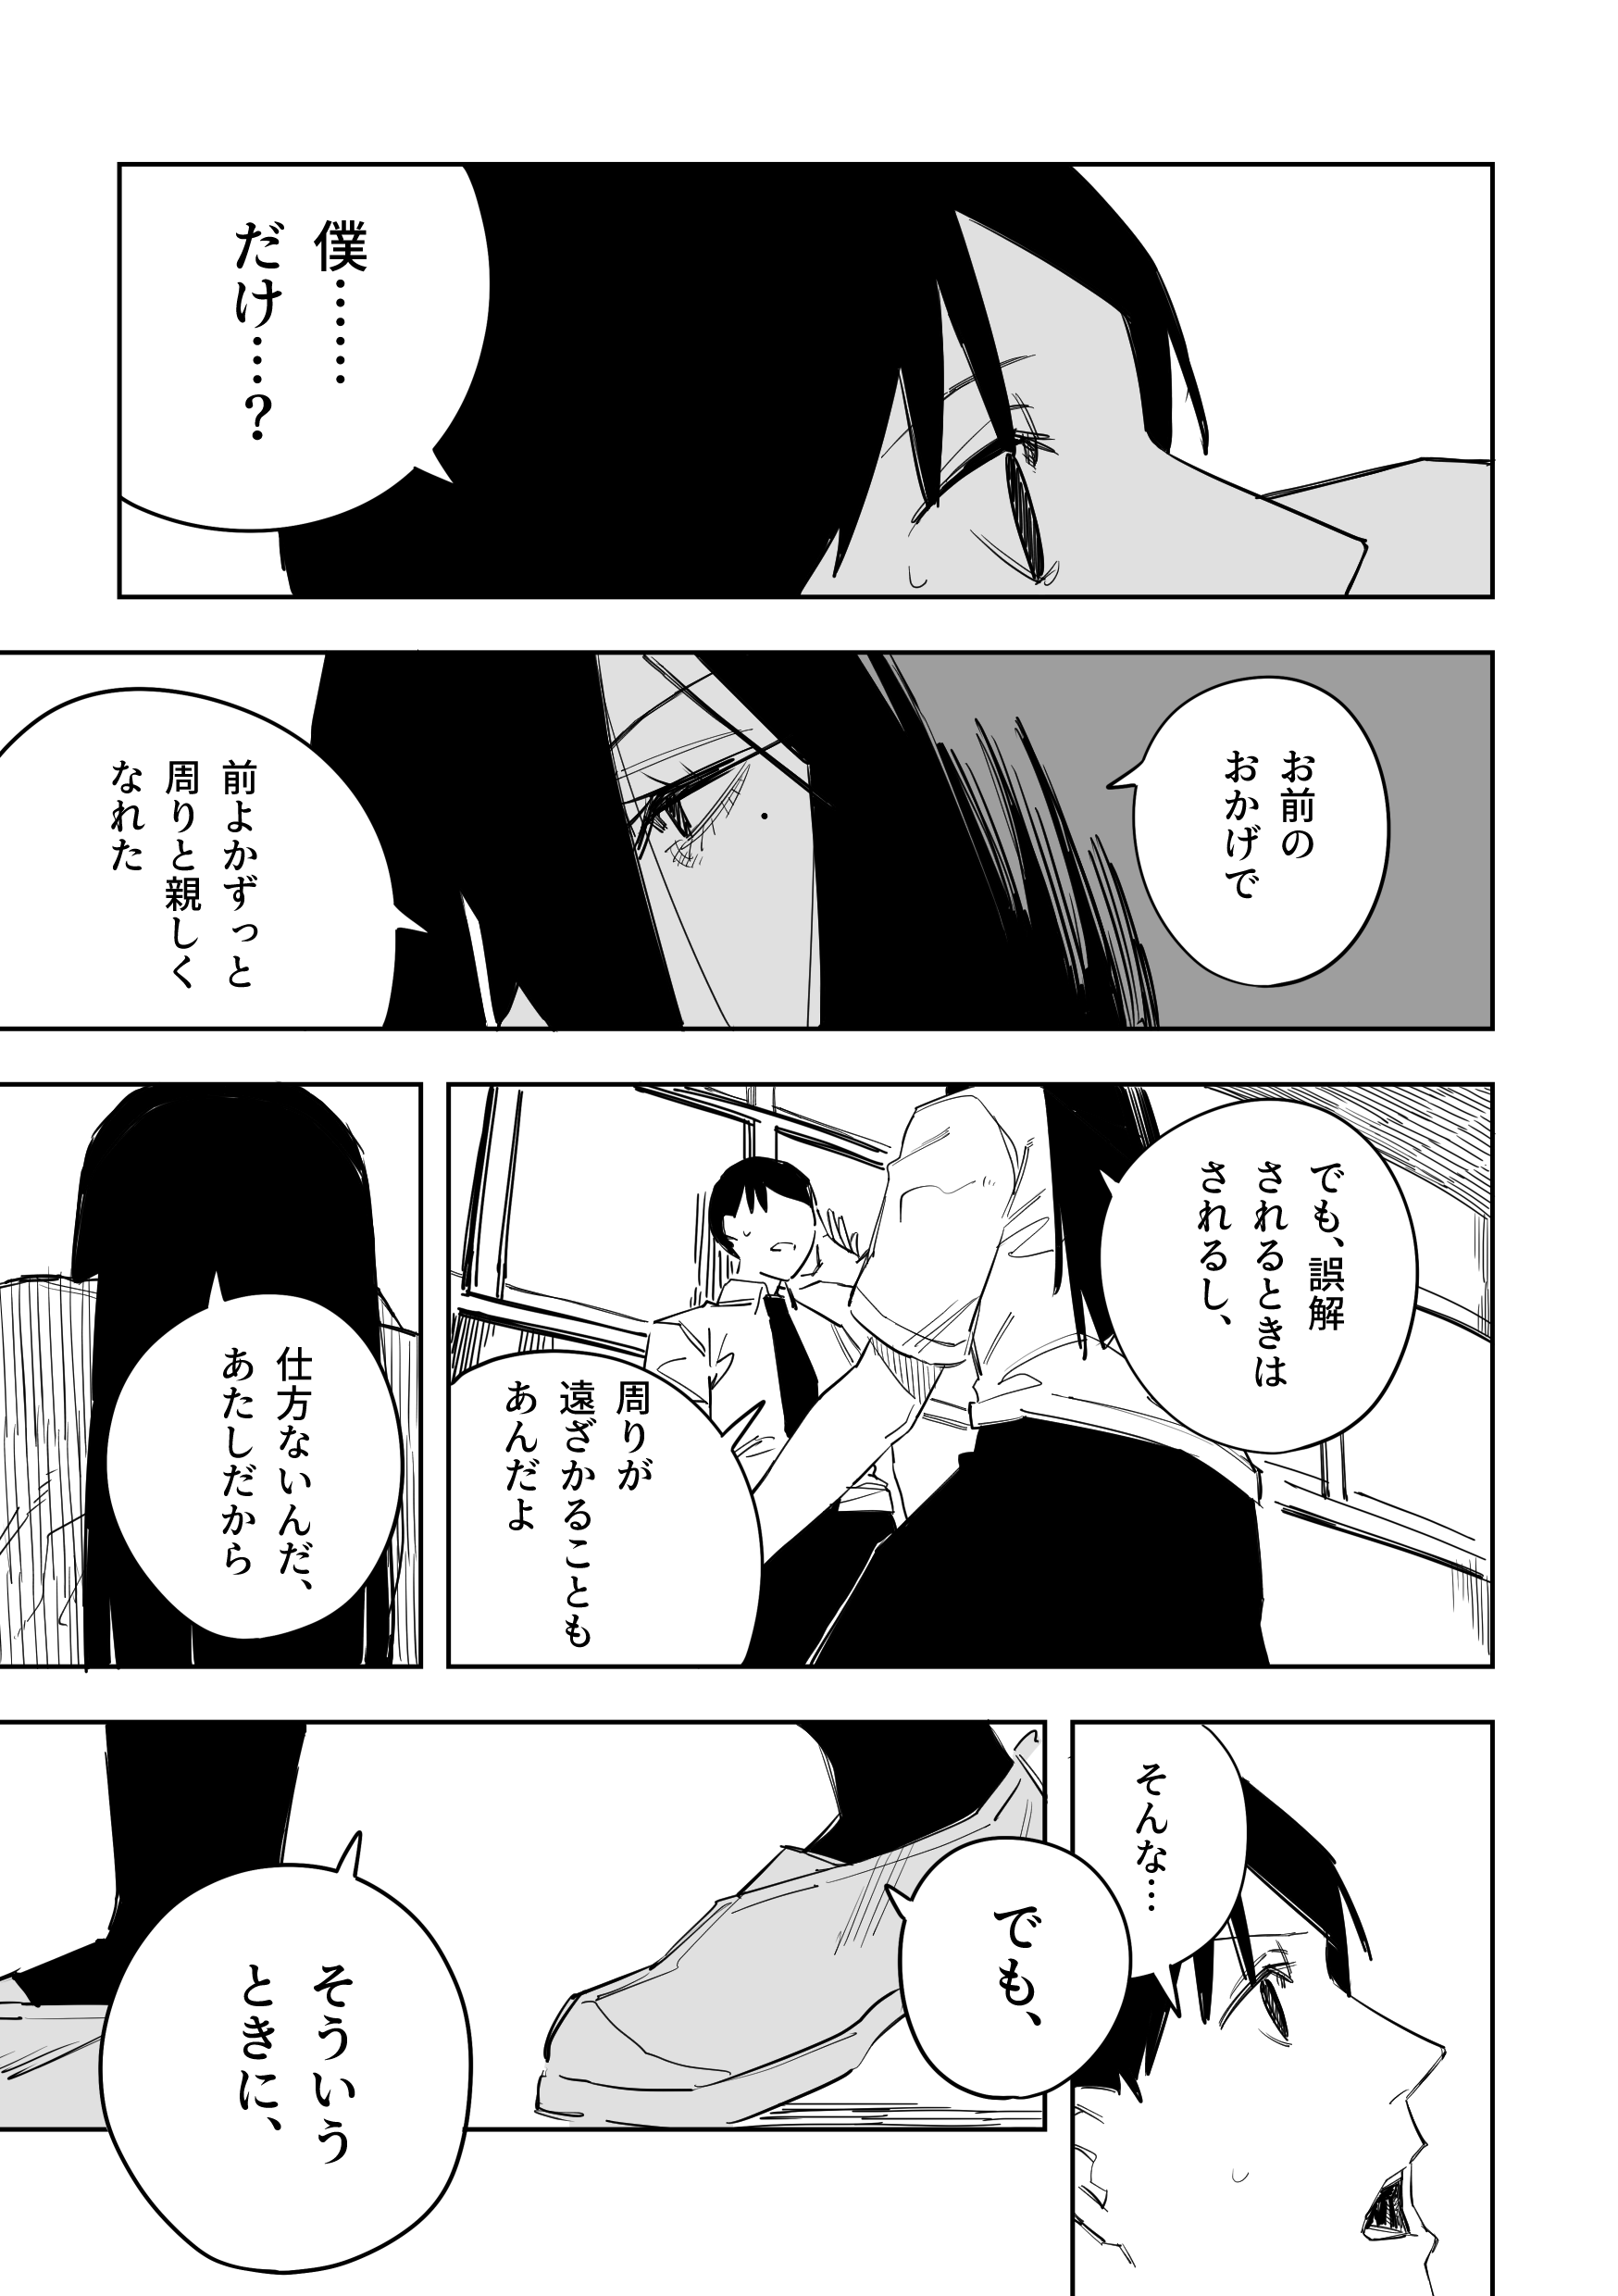 僕………
だけ……?
お前の
おかげで
前よかずっと
周りと親しく
なれた
でも、誤解
されるときは
されるし、
周りが
遠ざかることも
あんだよ
仕方ないんだ、
あたしだから
そんな…
でも、
そういう
ときに、